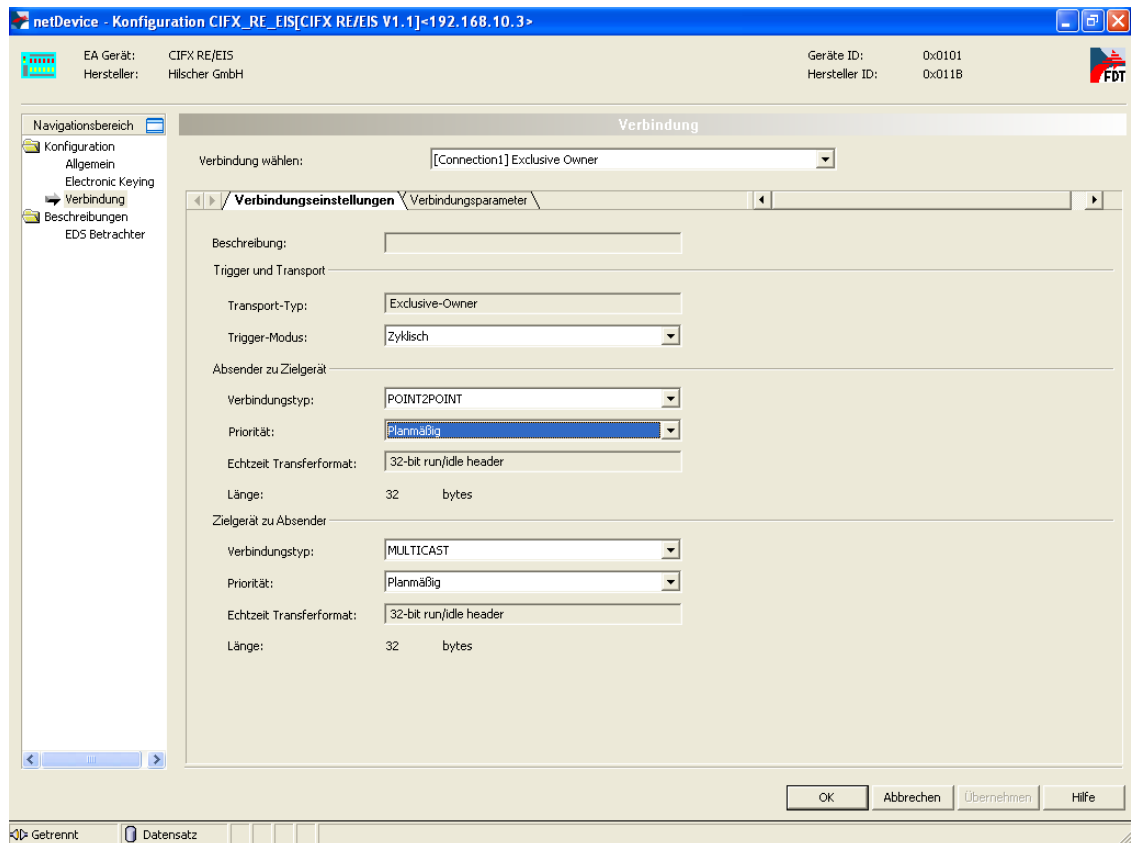 netDevice - Konfiguration CIFX_RE_EIS[CIFX RE/EIS V1.1]<192.168.10.3>
EA Gerät: CIFX RE/EIS Geräte ID: 0x0101
Hersteller: Hilscher GmbH Hersteller ID: 0x011B
FDT
Navigationsbereich
Konfiguration
Allgemein
Electronic Keying
Verbindung
Beschreibungen
EDS Betrachter
Verbindung
Verbindung wählen: [Connection1] Exclusive Owner
Verbindungseinstellungen Verbindungsparameter
Beschreibung:
Trigger und Transport
Transport-Typ: Exclusive-Owner
Trigger-Modus: Zyklisch
Absender zu Zielgerät
Verbindungstyp: POINT2POINT
Priorität: Planmäßig
Echtzeit Transferformat: 32-bit run/idle header
Länge: 32 bytes
Zielgerät zu Absender
Verbindungstyp: MULTICAST
Priorität: Planmäßig
Echtzeit Transferformat: 32-bit run/idle header
Länge: 32 bytes
OK Abbrechen Übernehmen Hilfe
Getrennt Datensatz